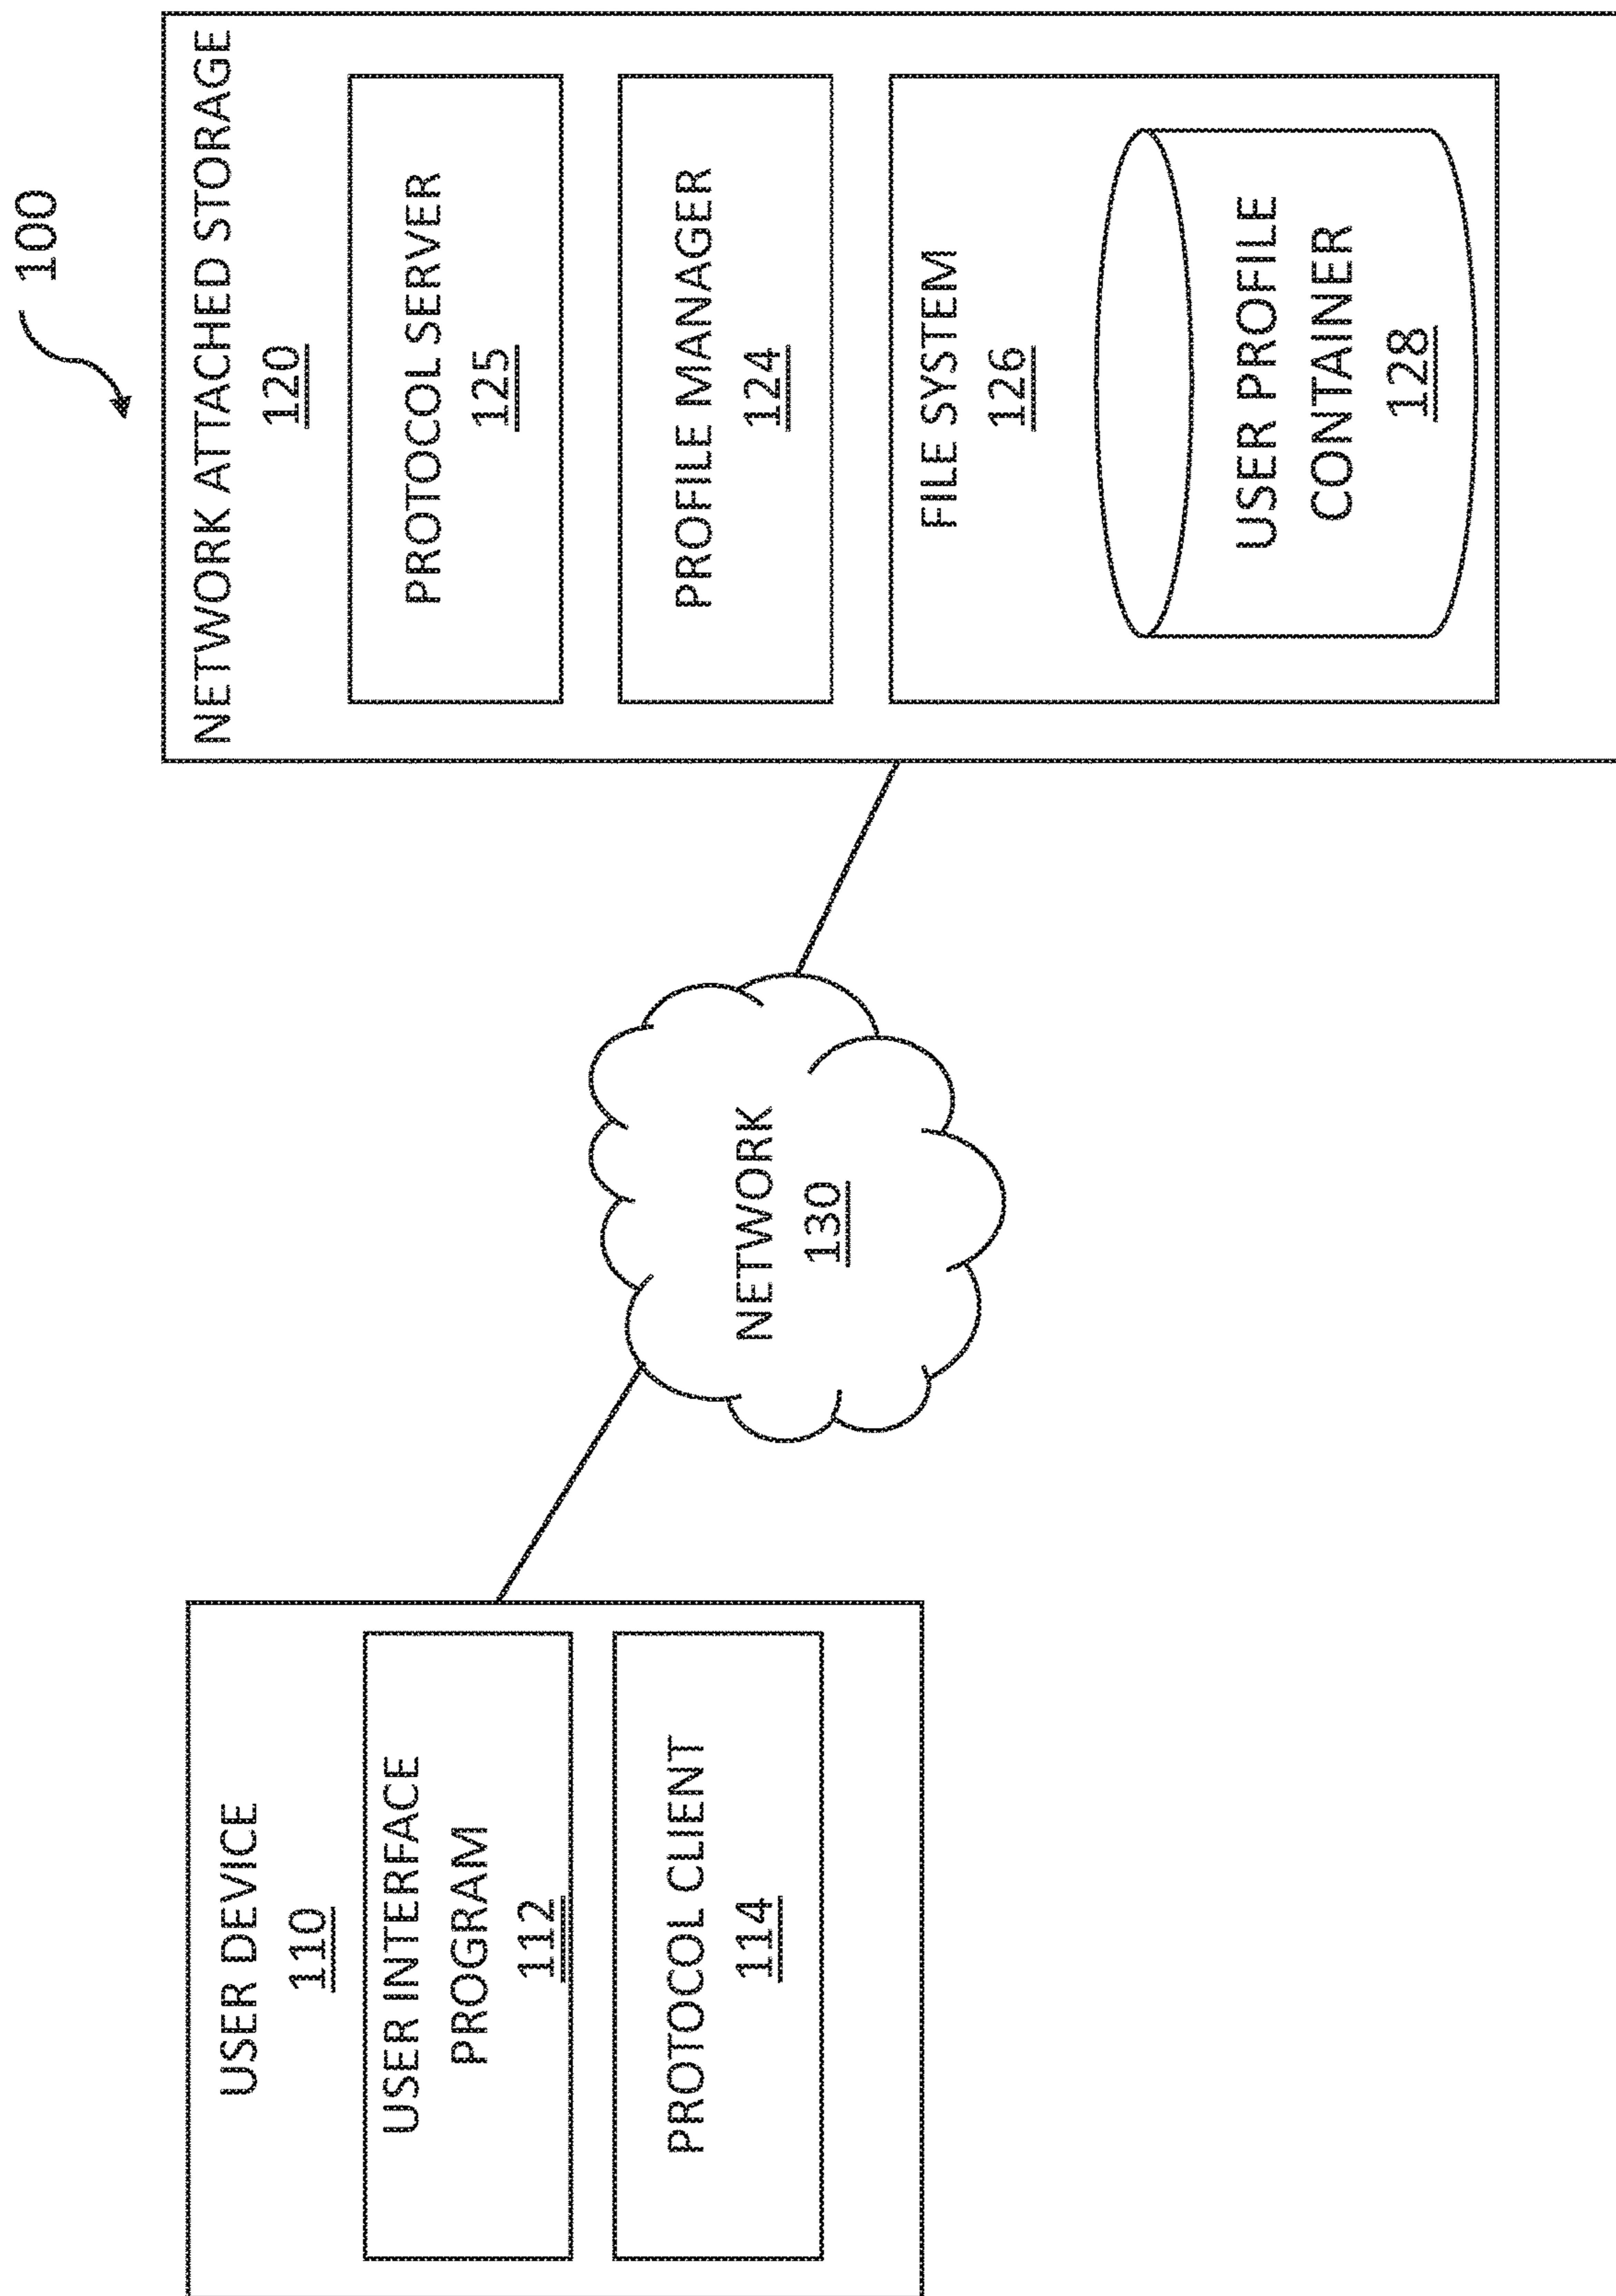 100
USER DEVICE
110
USER INTERFACE
PROGRAM
112
PROTOCOL CLIENT
114
NETWORK
130
NETWORK ATTACHED STORAGE
120
PROTOCOL SERVER
125
PROFILE MANAGER
124
FILE SYSTEM
126
USER PROFILE
CONTAINER
128